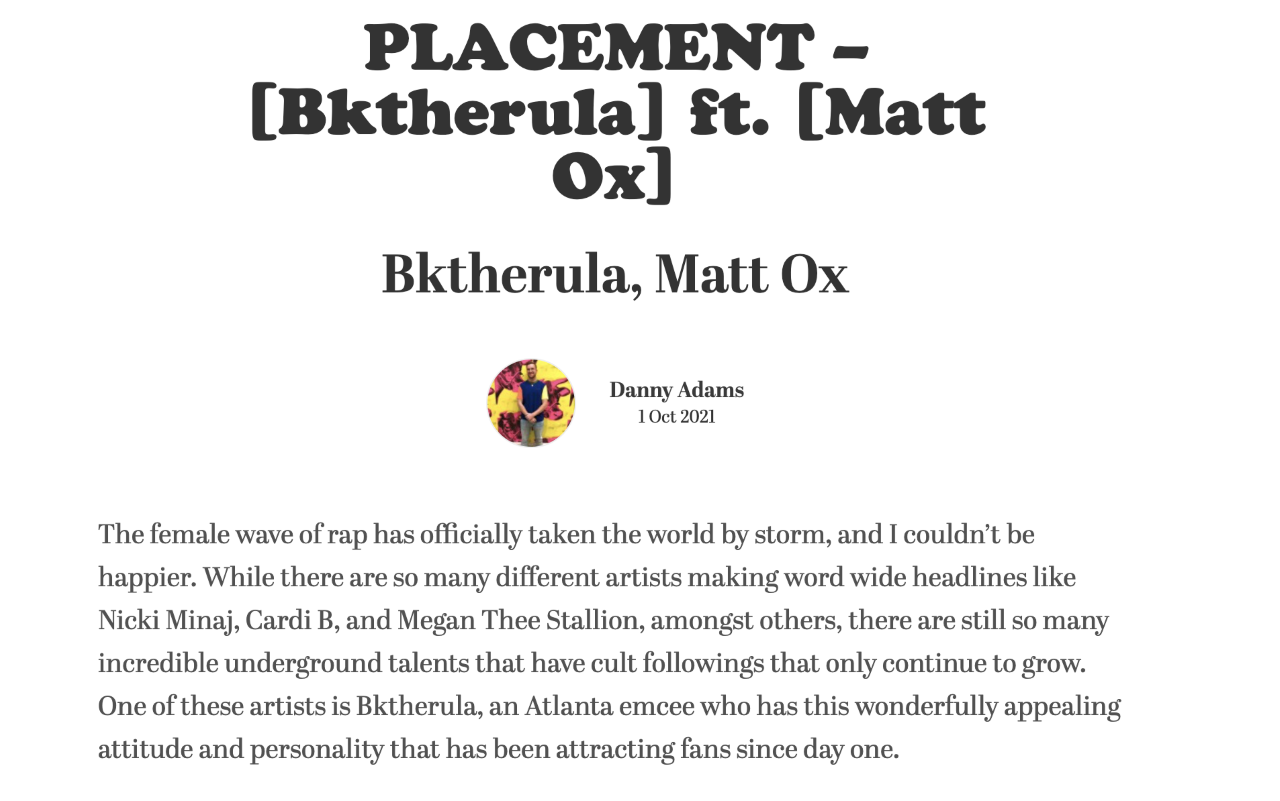 PLACEMENT –
[Bktherula] ft. [Matt
Ox]
Bktherula, Matt Ox
Danny Adams
1 Oct 2021
The female wave of rap has officially taken the world by storm, and I couldn’t be
happier. While there are so many different artists making word wide headlines like
Nicki Minaj, Cardi B, and Megan Thee Stallion, amongst others, there are still so many
incredible underground talents that have cult followings that only continue to grow.
One of these artists is Bktherula, an Atlanta emcee who has this wonderfully appealing
attitude and personality that has been attracting fans since day one.